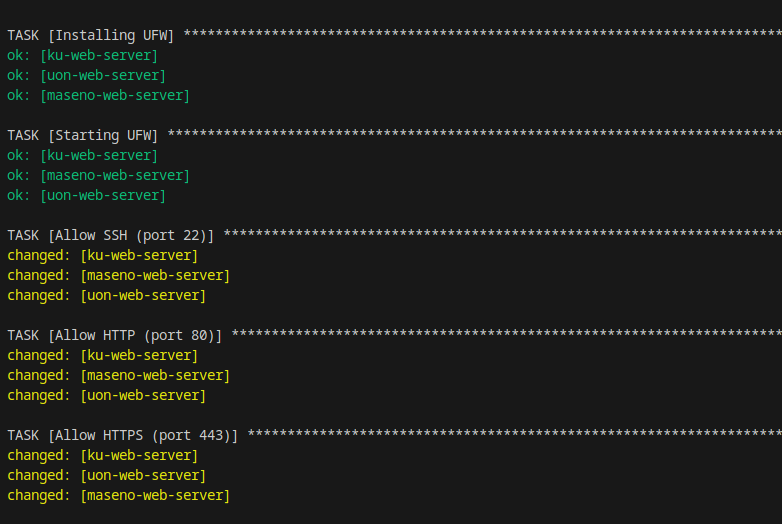 TASK [Installing UFW] ***************************************************************************
ok: [ku-web-server]
ok: [uon-web-server]
ok: [maseno-web-server]
TASK [Starting UFW] *****************************************************************************
ok: [ku-web-server]
ok: [maseno-web-server]
ok: [uon-web-server]
TASK [Allow SSH (port 22)] **********************************************************************
changed: [ku-web-server]
changed: [maseno-web-server]
changed: [uon-web-server]
TASK [Allow HTTP (port 80)] *********************************************************************
changed: [ku-web-server]
changed: [maseno-web-server]
changed: [uon-web-server]
TASK [Allow HTTPS (port 443)] *******************************************************************
changed: [ku-web-server]
changed: [uon-web-server]
changed: [maseno-web-server]